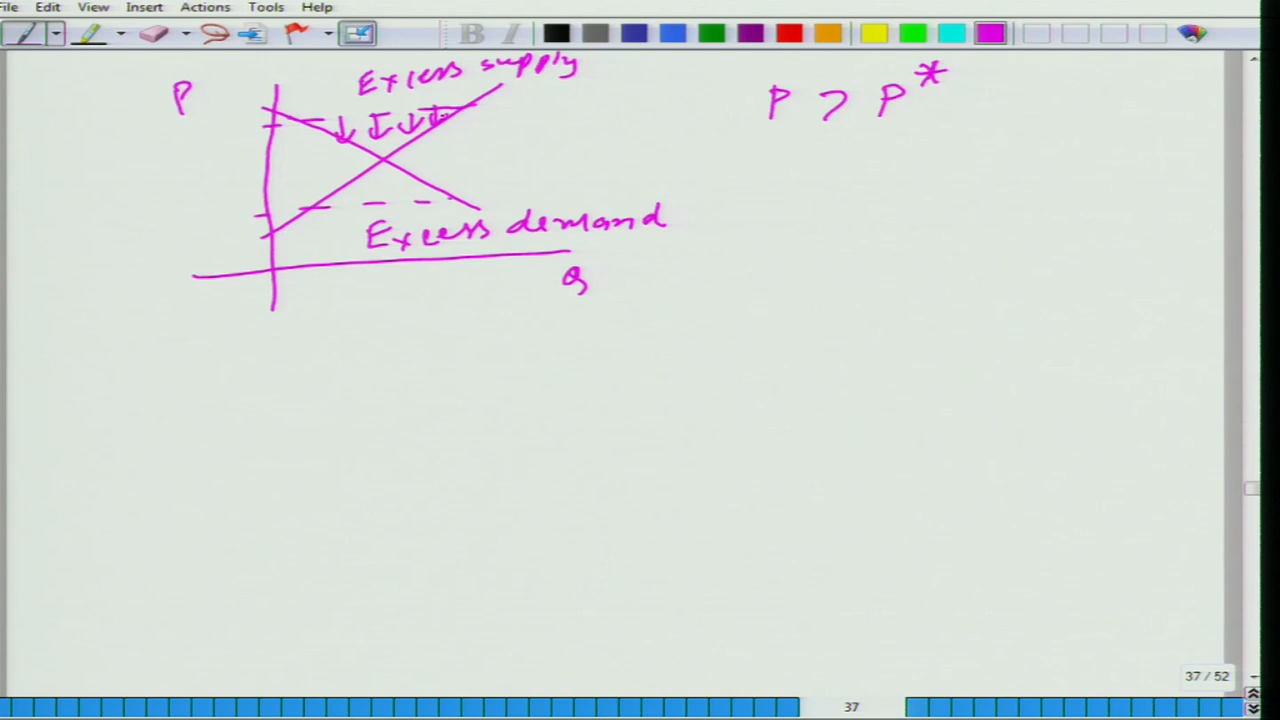 File Edit View Insert Actions Tools Help
B I
Excess supply
P
P > P*
Excess demand
Q
37 / 52
37